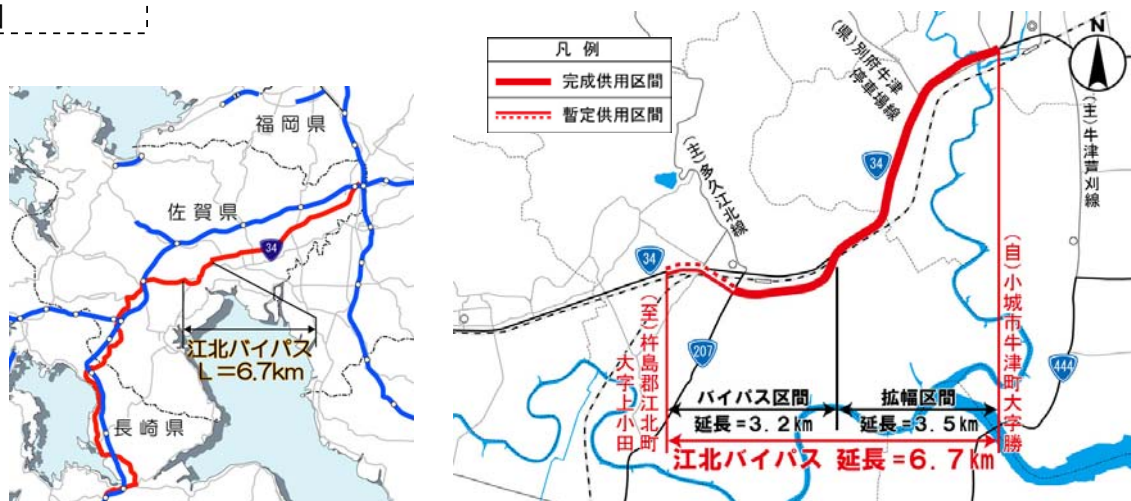 福岡県
佐賀県
34
江北バイパス
L=6.7km
長崎県
凡例
完成供用区間
暫定供用区間
N
(県)別府牛津
停車場線
(主)牛津芦刈線
(主)多久江北線
34
34
207
444
(自)小城市牛津町大字勝
(至)杵島郡江北町
大字上小田
バイパス区間
延長=3.2km
拡幅区間
延長=3.5km
江北バイパス 延長=6.7km